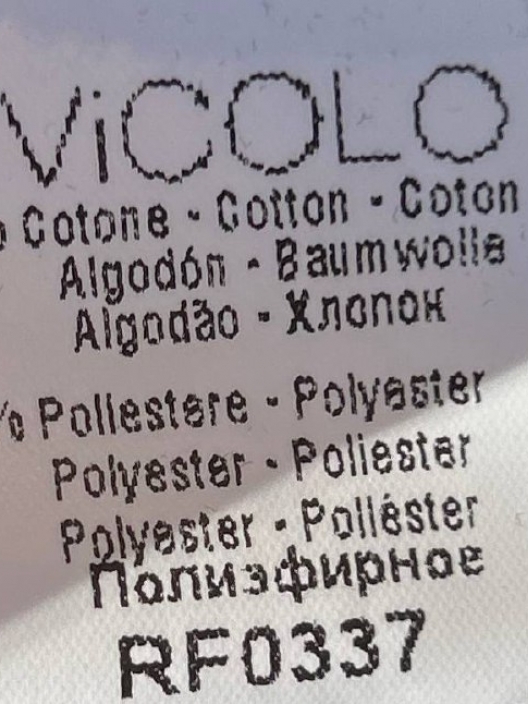 ViCOLO
Cotone - Cotton - Coton
Algodón - Baumwolle
Algodão - Хлопок
% Poliestere - Polyester
Polyester - Poliester
Polyester - Poliéster
Полиэфирное
RF0337